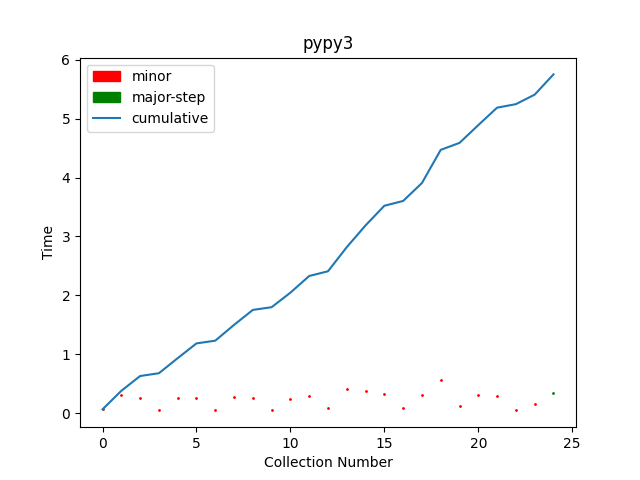 pypy3
minor
major-step
cumulative
6
5
4
3
2
1
0
Time
0 5 10 15 20 25
Collection Number